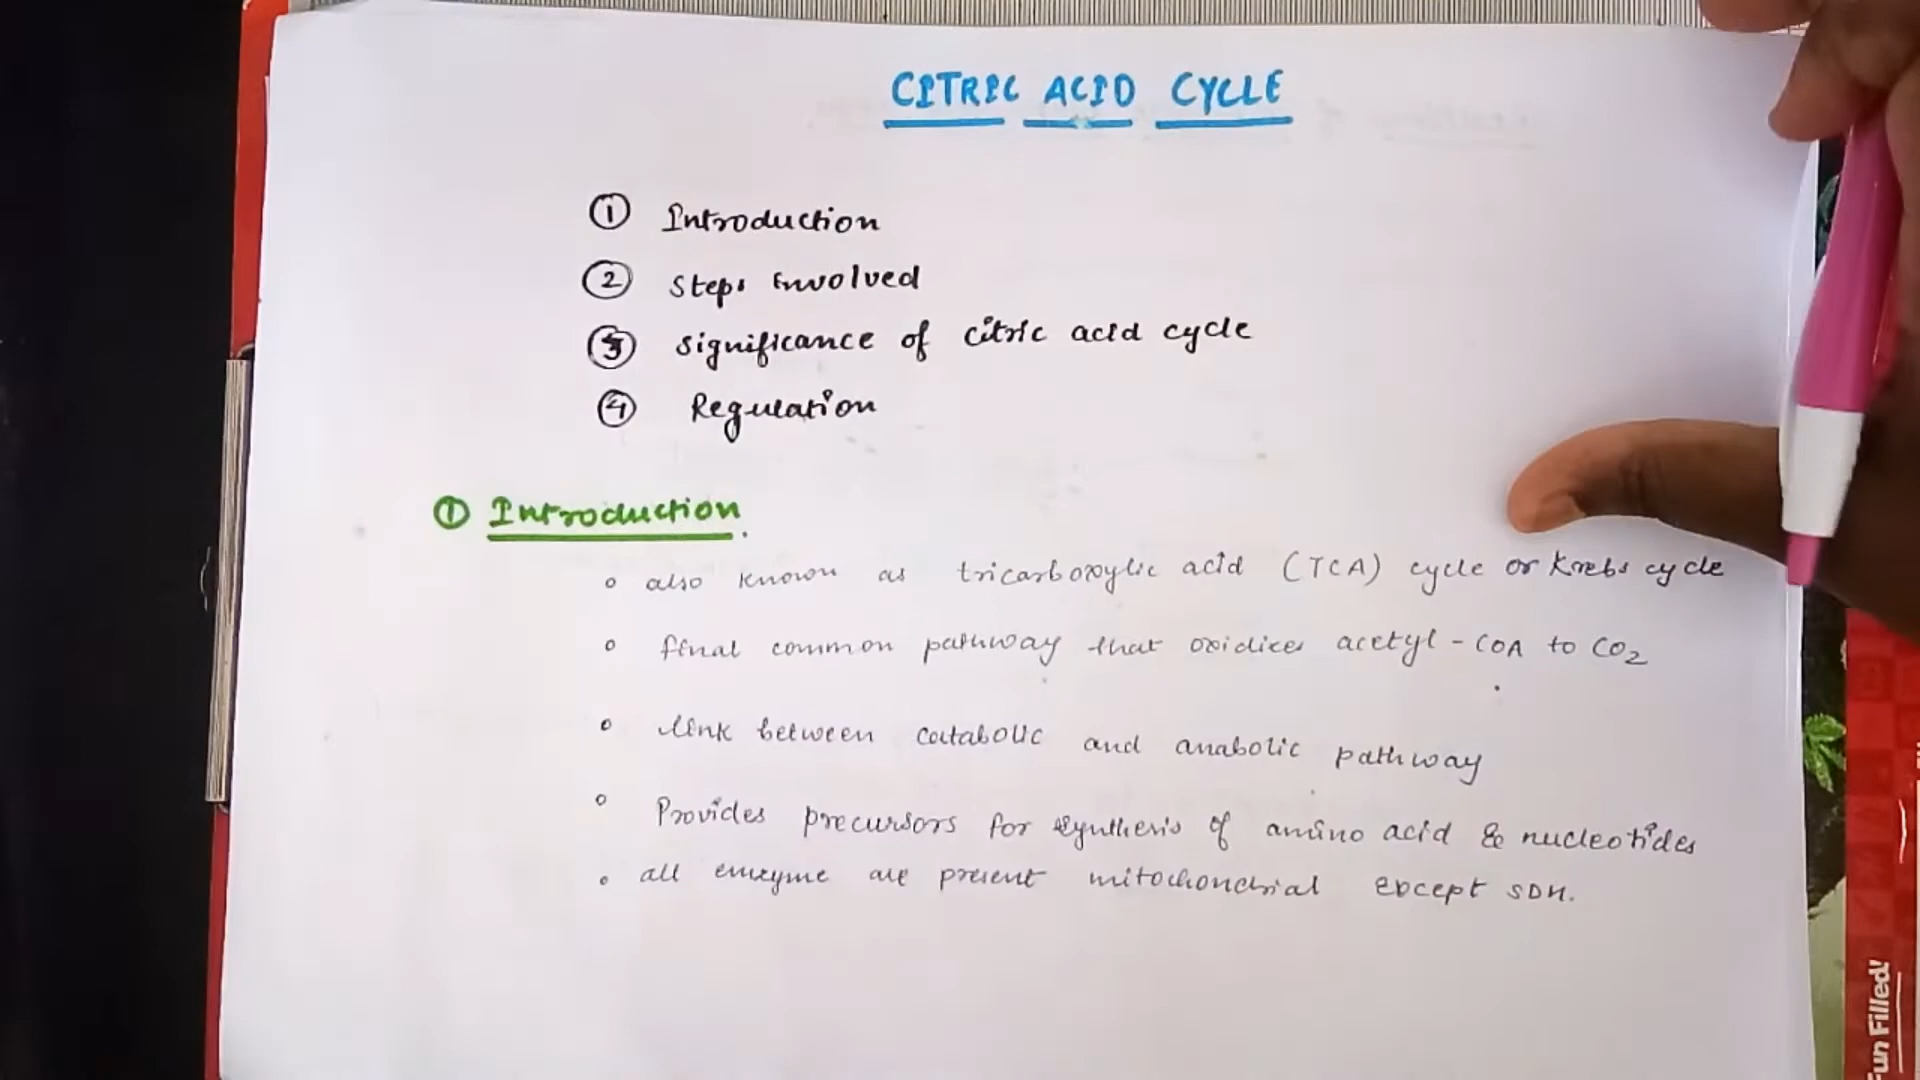 CITRIC ACID CYCLE
① Introduction
② Steps Involved
③ significance of citric acid cycle
④ Regulation
① Introduction.
o also known as tricarboxylic acid (TCA) cycle or Krebs cycle
o final common pathway that oxidizes acetyl - COA to CO₂
o link between catabolic and anabolic pathway
o Provides precursors for synthesis of amino acid & nucleotides
o all enzyme are present mitochondrial except SDH.
Fun Filled!